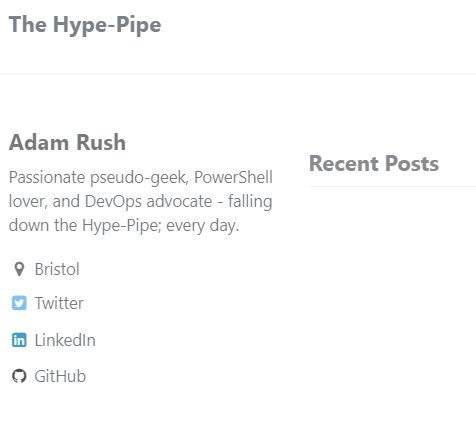 The Hype-Pipe
Adam Rush
Passionate pseudo-geek, PowerShell
lover, and DevOps advocate - falling
down the Hype-Pipe; every day.
Bristol
Twitter
LinkedIn
GitHub
Recent Posts